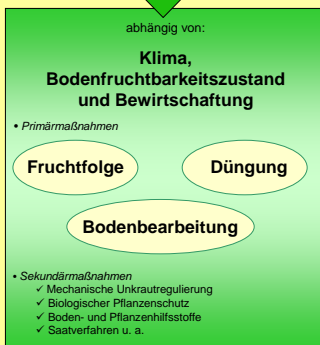 abhängig von:
Klima,
Bodenfruchtbarkeitszustand
und Bewirtschaftung
• Primärmaßnahmen
Fruchtfolge
Düngung
Bodenbearbeitung
• Sekundärmaßnahmen
✓ Mechanische Unkrautregulierung
✓ Biologischer Pflanzenschutz
✓ Boden- und Pflanzenhilfsstoffe
✓ Saatverfahren u. a.